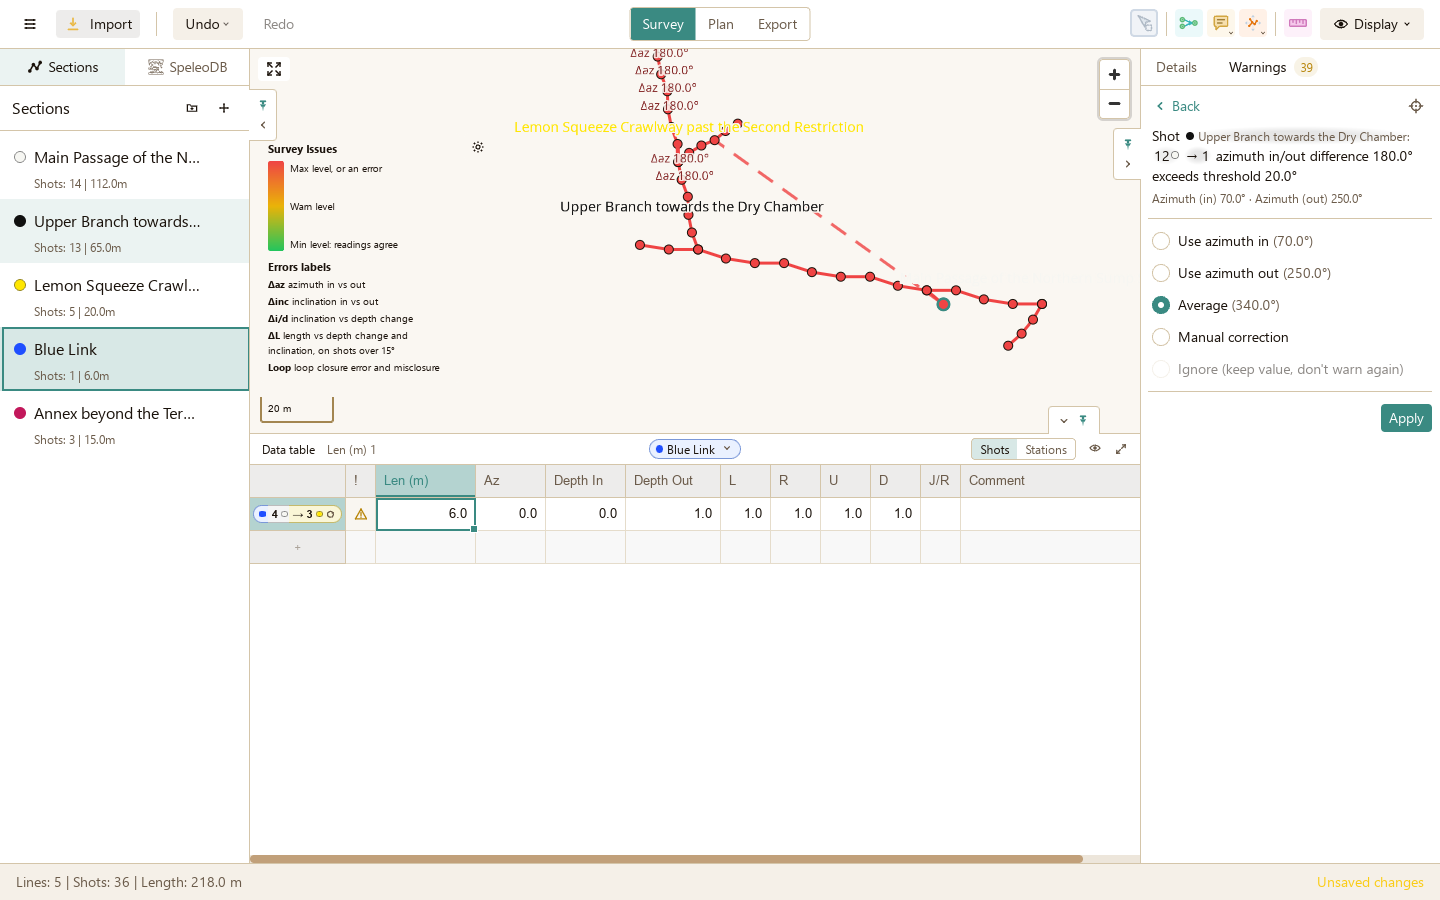 Import
Undo
Redo
Survey
Plan
Export
Display
Sections
SpeleoDB
Sections
Main Passage of the N...
Shots: 14 | 112.0m
Upper Branch towards...
Shots: 13 | 65.0m
Lemon Squeeze Crawl...
Shots: 5 | 20.0m
Blue Link
Shots: 1 | 6.0m
Annex beyond the Ter...
Shots: 3 | 15.0m
Δaz 180.0°
Δaz 180.0°
Δaz 180.0°
Δaz 180.0°
Lemon Squeeze Crawlway past the Second Restriction
Δaz 180.0°
Δaz 180.0°
Upper Branch towards the Dry Chamber
Survey Issues
Max level, or an error
Warn level
Min level: readings agree
Errors labels
Δaz azimuth in vs out
Δinc inclination in vs out
Δi/d inclination vs depth change
ΔL length vs depth change and
inclination, on shots over 15°
Loop loop closure error and misclosure
20 m
+
−
Data table
Len (m) 1
Blue Link
Shots
Stations
! Len (m) Az Depth In Depth Out L R U D J/R Comment
4 → 3 6.0 0.0 0.0 1.0 1.0 1.0 1.0 1.0
+
Details
Warnings 39
Back
Shot Upper Branch towards the Dry Chamber:
12 → 1 azimuth in/out difference 180.0°
exceeds threshold 20.0°
Azimuth (in) 70.0° · Azimuth (out) 250.0°
Use azimuth in (70.0°)
Use azimuth out (250.0°)
Average (340.0°)
Manual correction
Ignore (keep value, don't warn again)
Apply
Lines: 5 | Shots: 36 | Length: 218.0 m
Unsaved changes